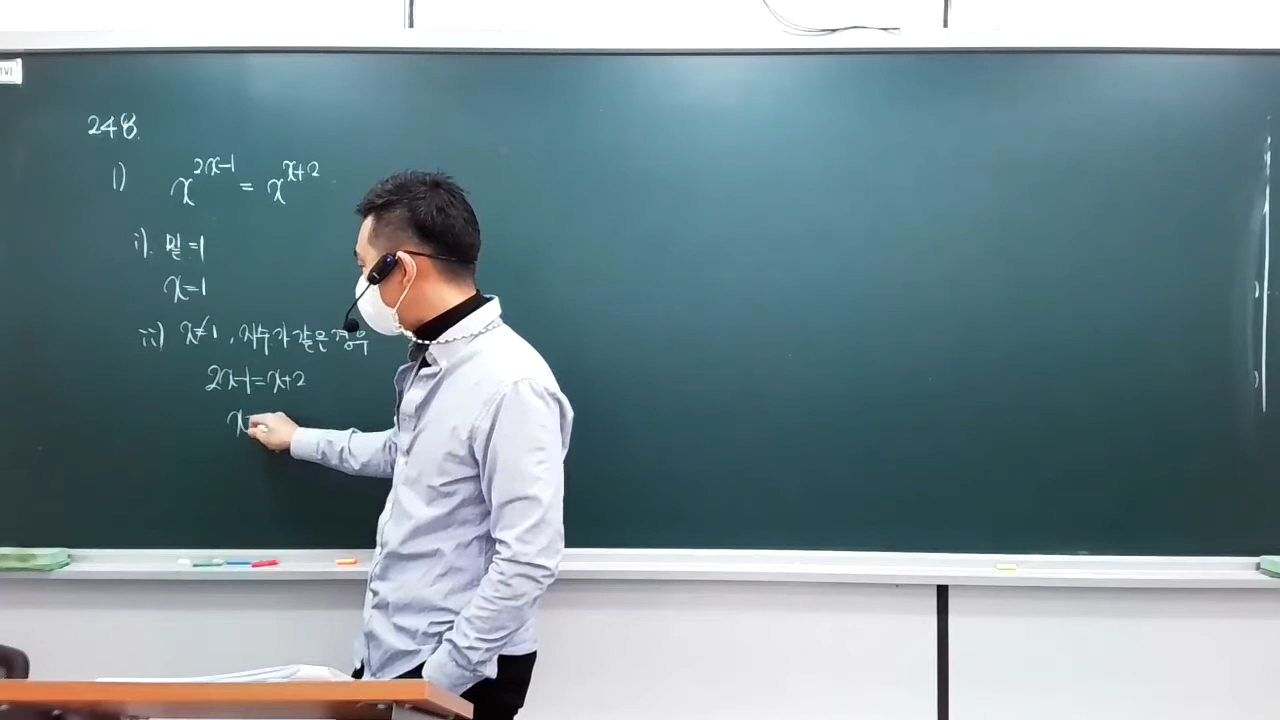 248.
1) x^{2x-1} = x^{x+2}
i). 밑 = 1
x = 1
ii) x ≠ 1, 지수가 같은 경우
2x-1 = x+2
x=